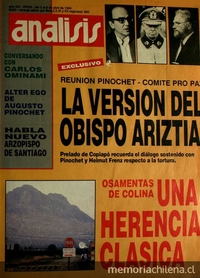 analisis
CONVERSANDO
CON
CARLOS
OMINAMI
ALTER EGO
DE
AUGUSTO
PINOCHET
HABLA
NUEVO
ARZOPISPO
DE SANTIAGO
EXCLUSIVO
REUNION PINOCHET - COMITE PRO PAZ
LA VERSION DEL
OBISPO ARIZTIA
Prelado de Copiapó recuerda el diálogo sostenido con
Pinochet y Helmut Frenz respecto a la tortura.
OSAMENTAS
DE COLINA
UNA
HERENCIA
CLASICA
memoriachilena.cl